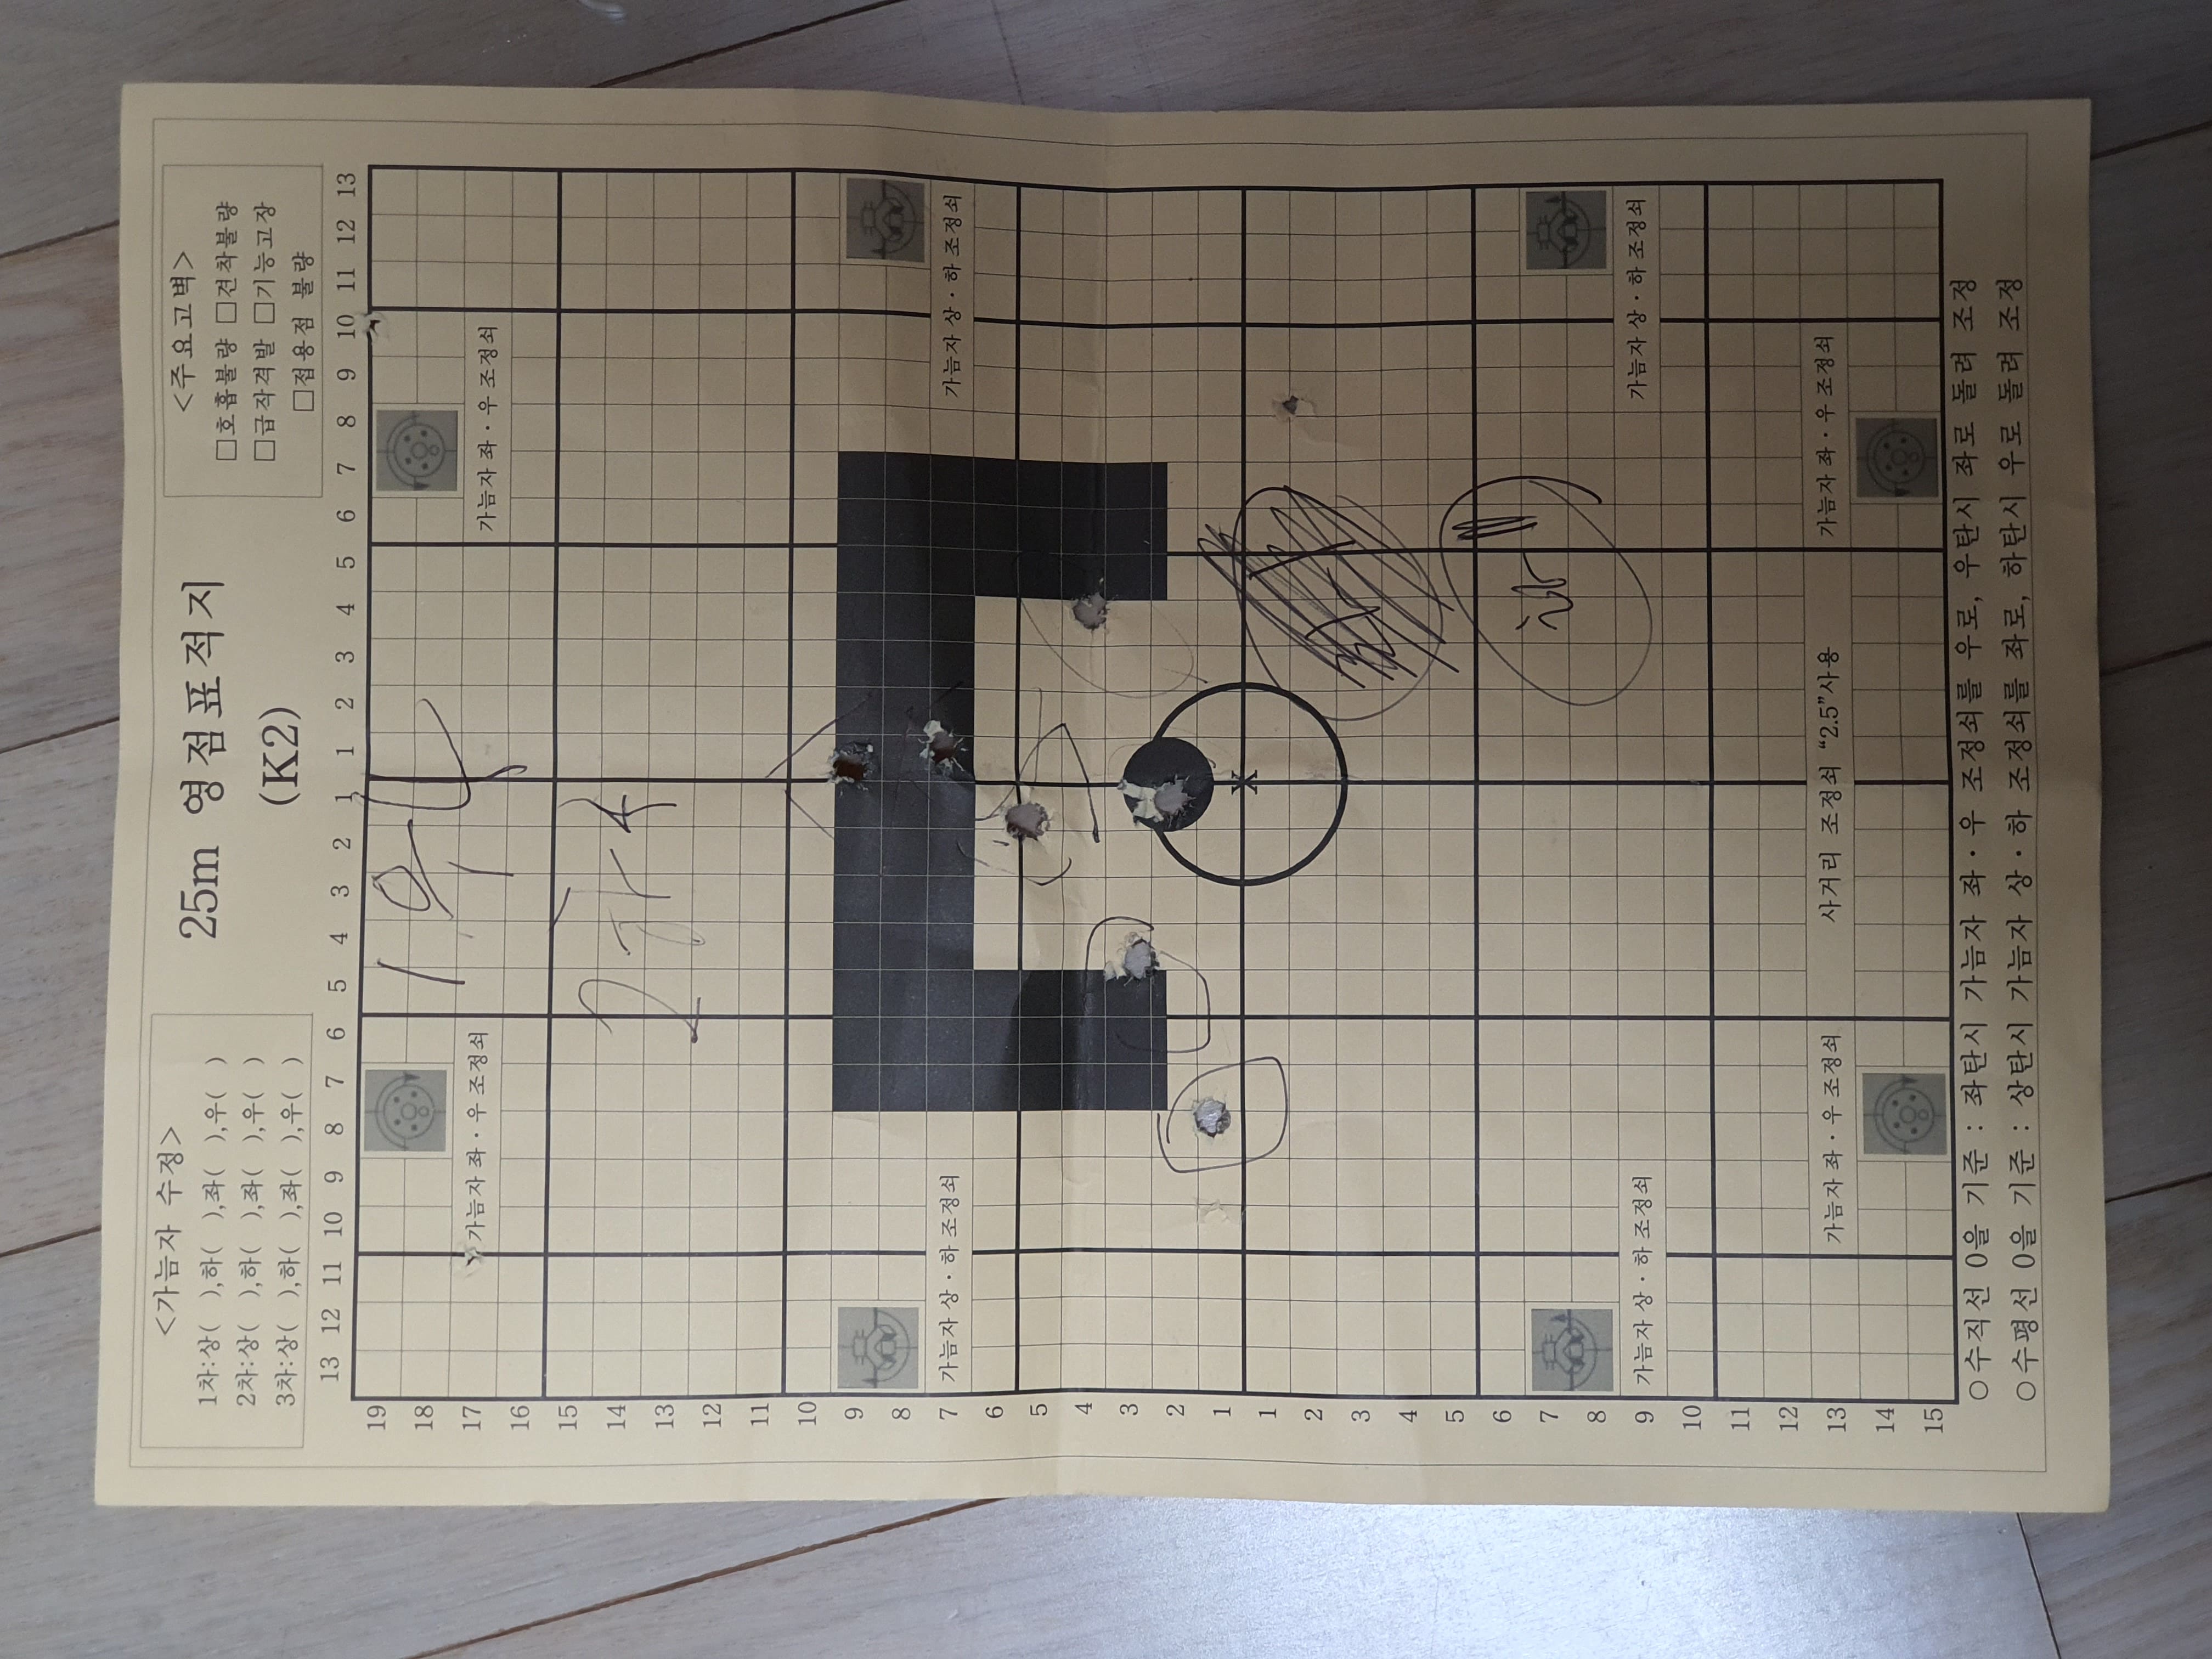 <가늠자 수정>
1차:상(  ),하(  ),좌(  ),우(  )
2차:상(  ),하(  ),좌(  ),우(  )
3차:상(  ),하(  ),좌(  ),우(  )
25m 영점표적지
(K2)
<주요고벽>
□호흡불량 □견착불량
□급작격발 □기능고장
□접용점 불량
13 12 11 10 9 8 7 6 5 4 3 2 1 1 2 3 4 5 6 7 8 9 10 11 12 13
19
18
17
16
15
14
13
12
11
10
9
8
7
6
5
4
3
2
1
1
2
3
4
5
6
7
8
9
10
11
12
13
14
15
가늠자 좌·우 조정쇠
가늠자 좌·우 조정쇠
가늠자 상·하 조정쇠
가늠자 상·하 조정쇠
X
가늠자 상·하 조정쇠
가늠자 상·하 조정쇠
가늠자 좌·우 조정쇠
사거리 조정쇠 “2.5”사용
가늠자 좌·우 조정쇠
○수직선 0을 기준 : 좌탄시 가늠자 좌·우 조정쇠를 우로, 우탄시 좌로 돌려 조정
○수평선 0을 기준 : 상탄시 가늠자 상·하 조정쇠를 좌로, 하탄시 우로 돌려 조정